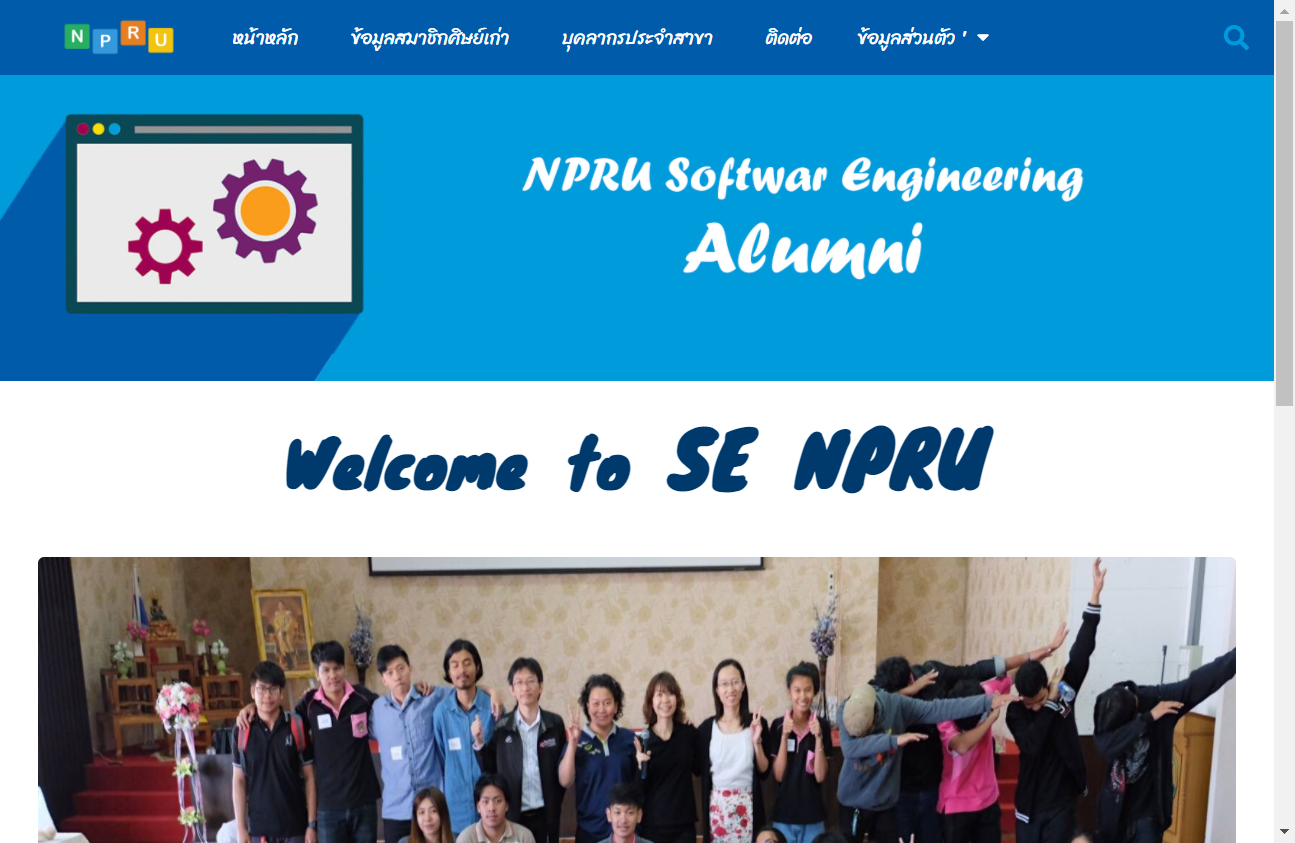 N P R U
หน้าหลัก
ข้อมูลสมาชิกศิษย์เก่า
บุคลากรประจำสาขา
ติดต่อ
ข้อมูลส่วนตัว '
NPRU Softwar Engineering
Alumni
Welcome to SE NPRU